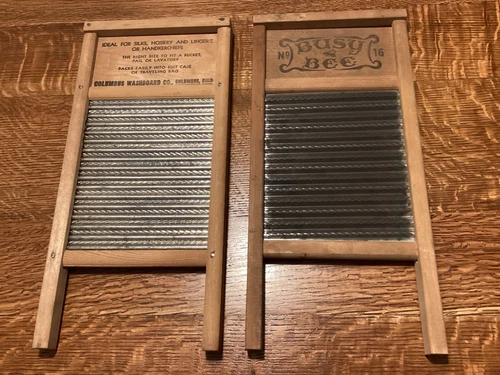 IDEAL FOR SILKS, HOSIERY AND LINGERIE
OR HANDKERCHIEFS
THE RIGHT SIZE TO FIT A BUCKET,
PAIL OR LAVATORY
PACKS EASILY INTO SUIT CASE
OR TRAVELING BAG
COLUMBUS WASHBOARD CO., COLUMBUS, OHIO
Busy
No 16
BEE